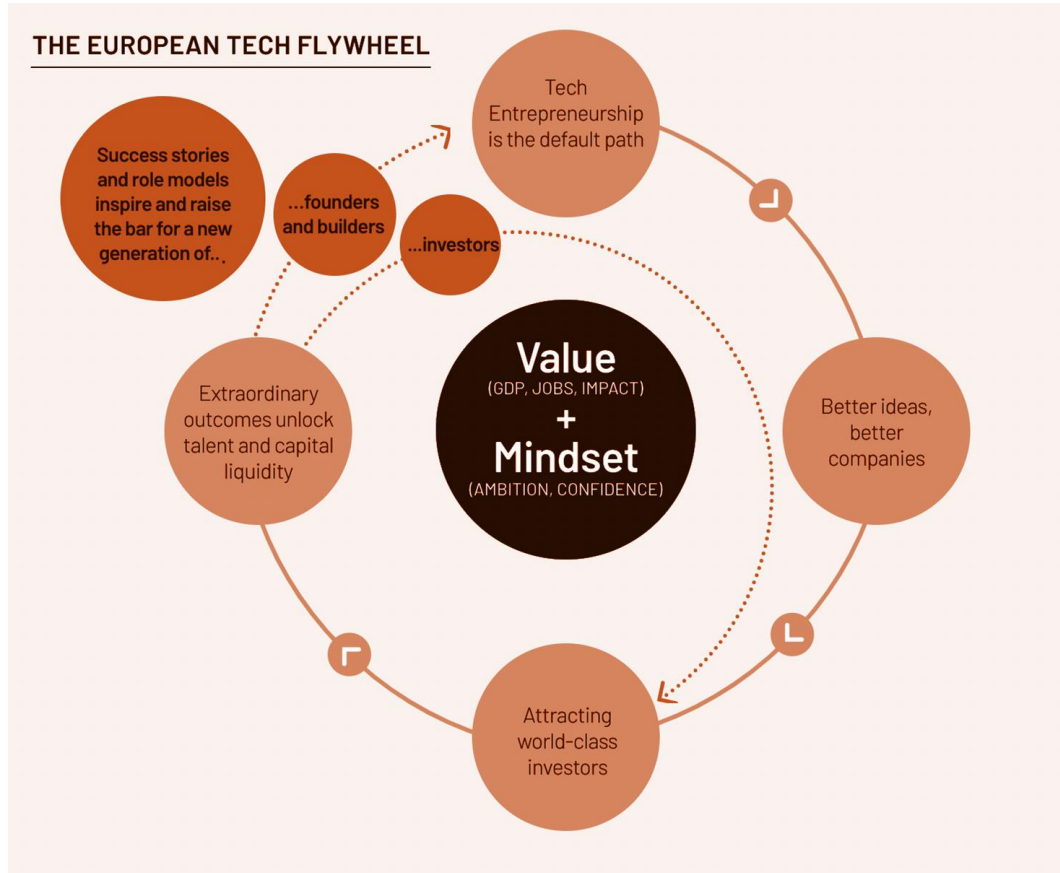 THE EUROPEAN TECH FLYWHEEL
Success stories
and role models
inspire and raise
the bar for a new
generation of...
...founders
and builders
...investors
Tech
Entrepreneurship
is the default path
Better ideas,
better
companies
Attracting
world-class
investors
Extraordinary
outcomes unlock
talent and capital
liquidity
Value
(GDP, JOBS, IMPACT)
+
Mindset
(AMBITION, CONFIDENCE)